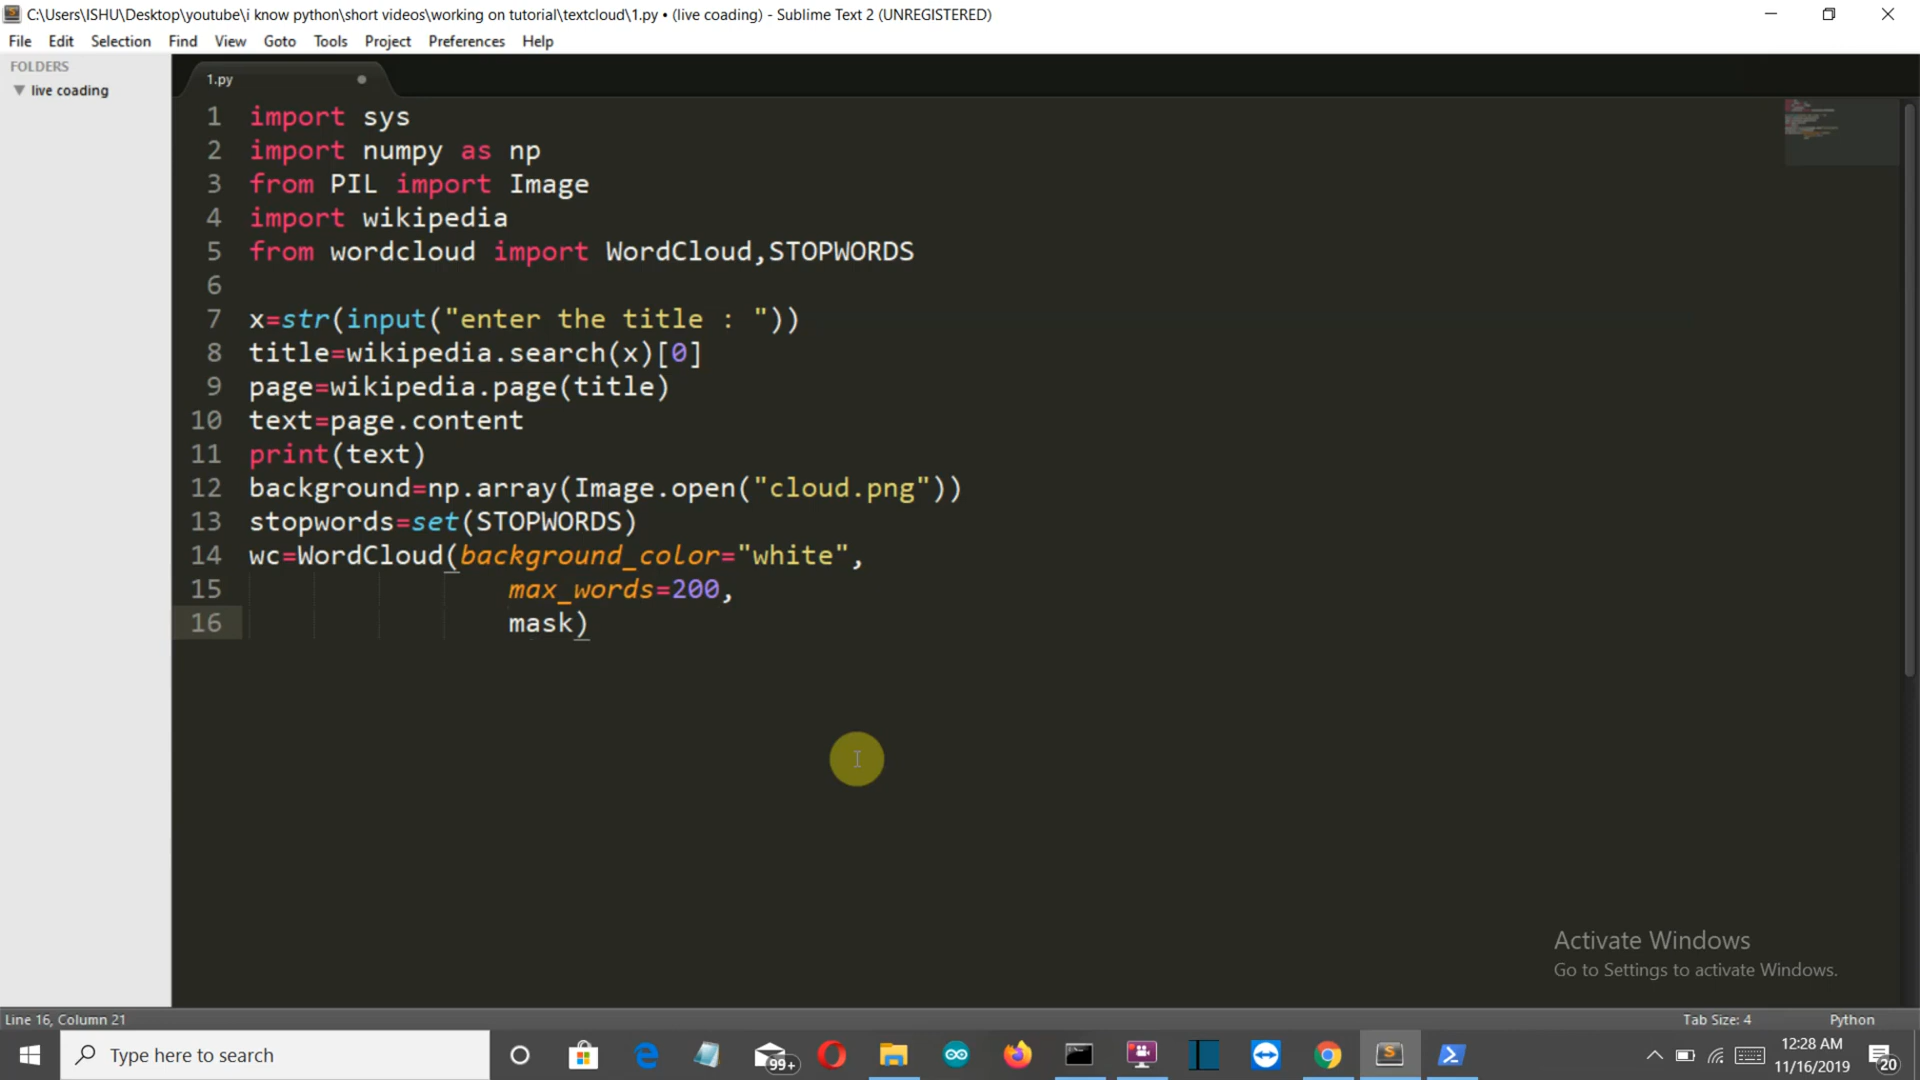 C:\Users\ISHU\Desktop\youtube\i know python\short videos\working on tutorial\textcloud\1.py • (live coading) - Sublime Text 2 (UNREGISTERED)
File Edit Selection Find View Goto Tools Project Preferences Help
FOLDERS
live coading
1.py
1 import sys
2 import numpy as np
3 from PIL import Image
4 import wikipedia
5 from wordcloud import WordCloud,STOPWORDS
6
7 x=str(input("enter the title : "))
8 title=wikipedia.search(x)[0]
9 page=wikipedia.page(title)
10 text=page.content
11 print(text)
12 background=np.array(Image.open("cloud.png"))
13 stopwords=set(STOPWORDS)
14 wc=WordCloud(background_color="white",
15 max_words=200,
16 mask)
Activate Windows
Go to Settings to activate Windows.
Line 16, Column 21
Tab Size: 4
Python
Type here to search
99+
12:28 AM
11/16/2019
20